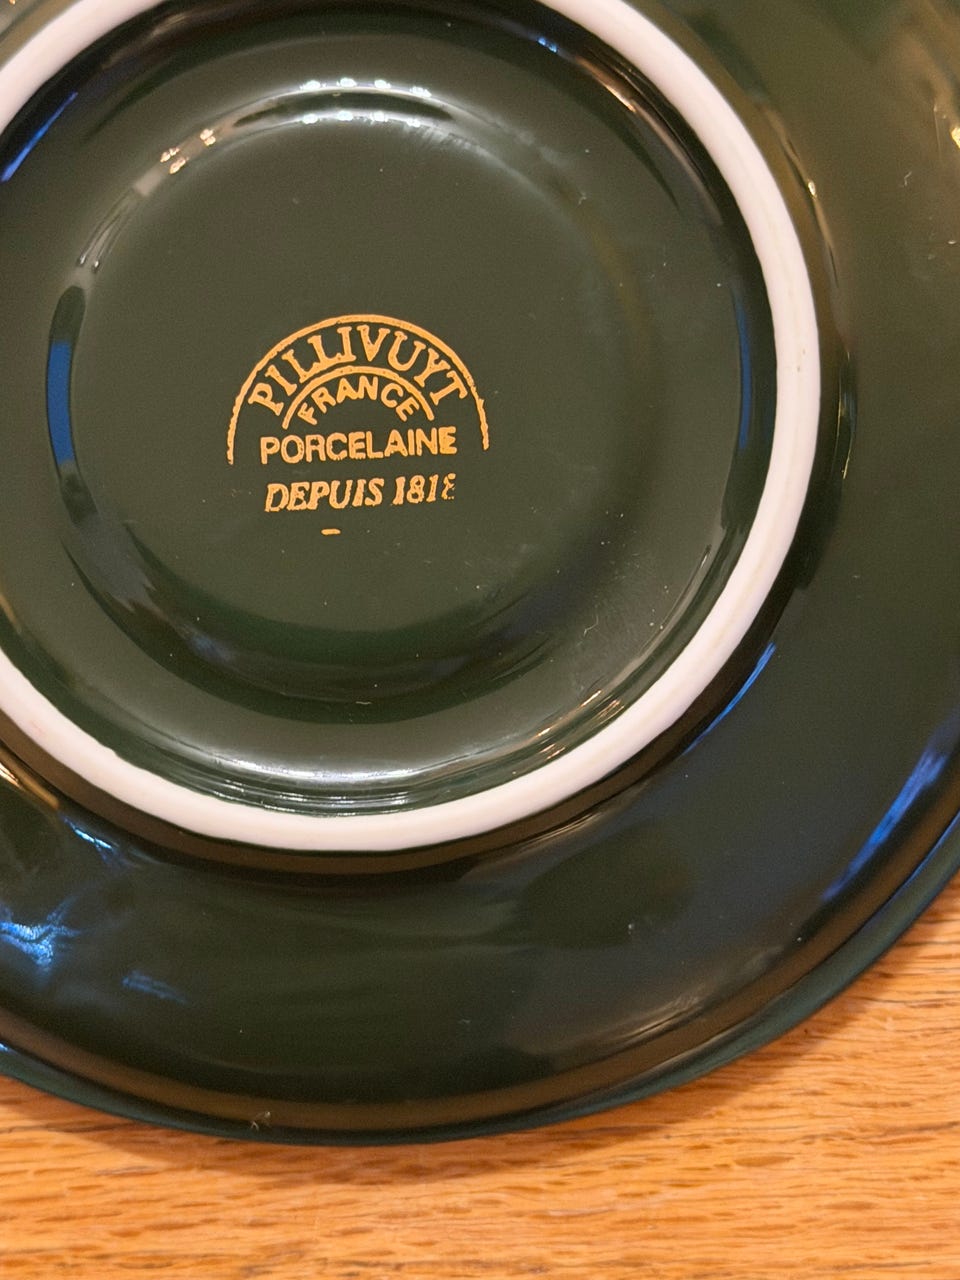 PILLIVUYT
FRANCE
PORCELAINE
DEPUIS 1818